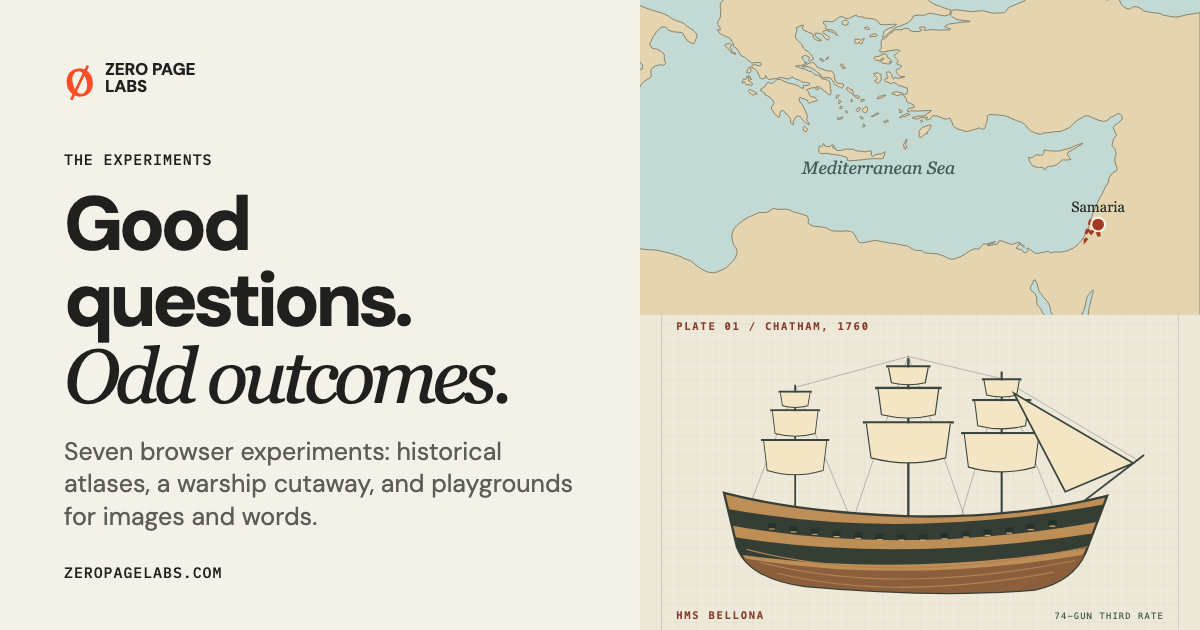 ZERO PAGE
LABS
THE EXPERIMENTS
Good
questions.
Odd outcomes.
Seven browser experiments: historical
atlases, a warship cutaway, and playgrounds
for images and words.
ZEROPAGELABS.COM
Mediterranean Sea
Samaria
PLATE 01 / CHATHAM, 1760
HMS BELLONA
74-GUN THIRD RATE